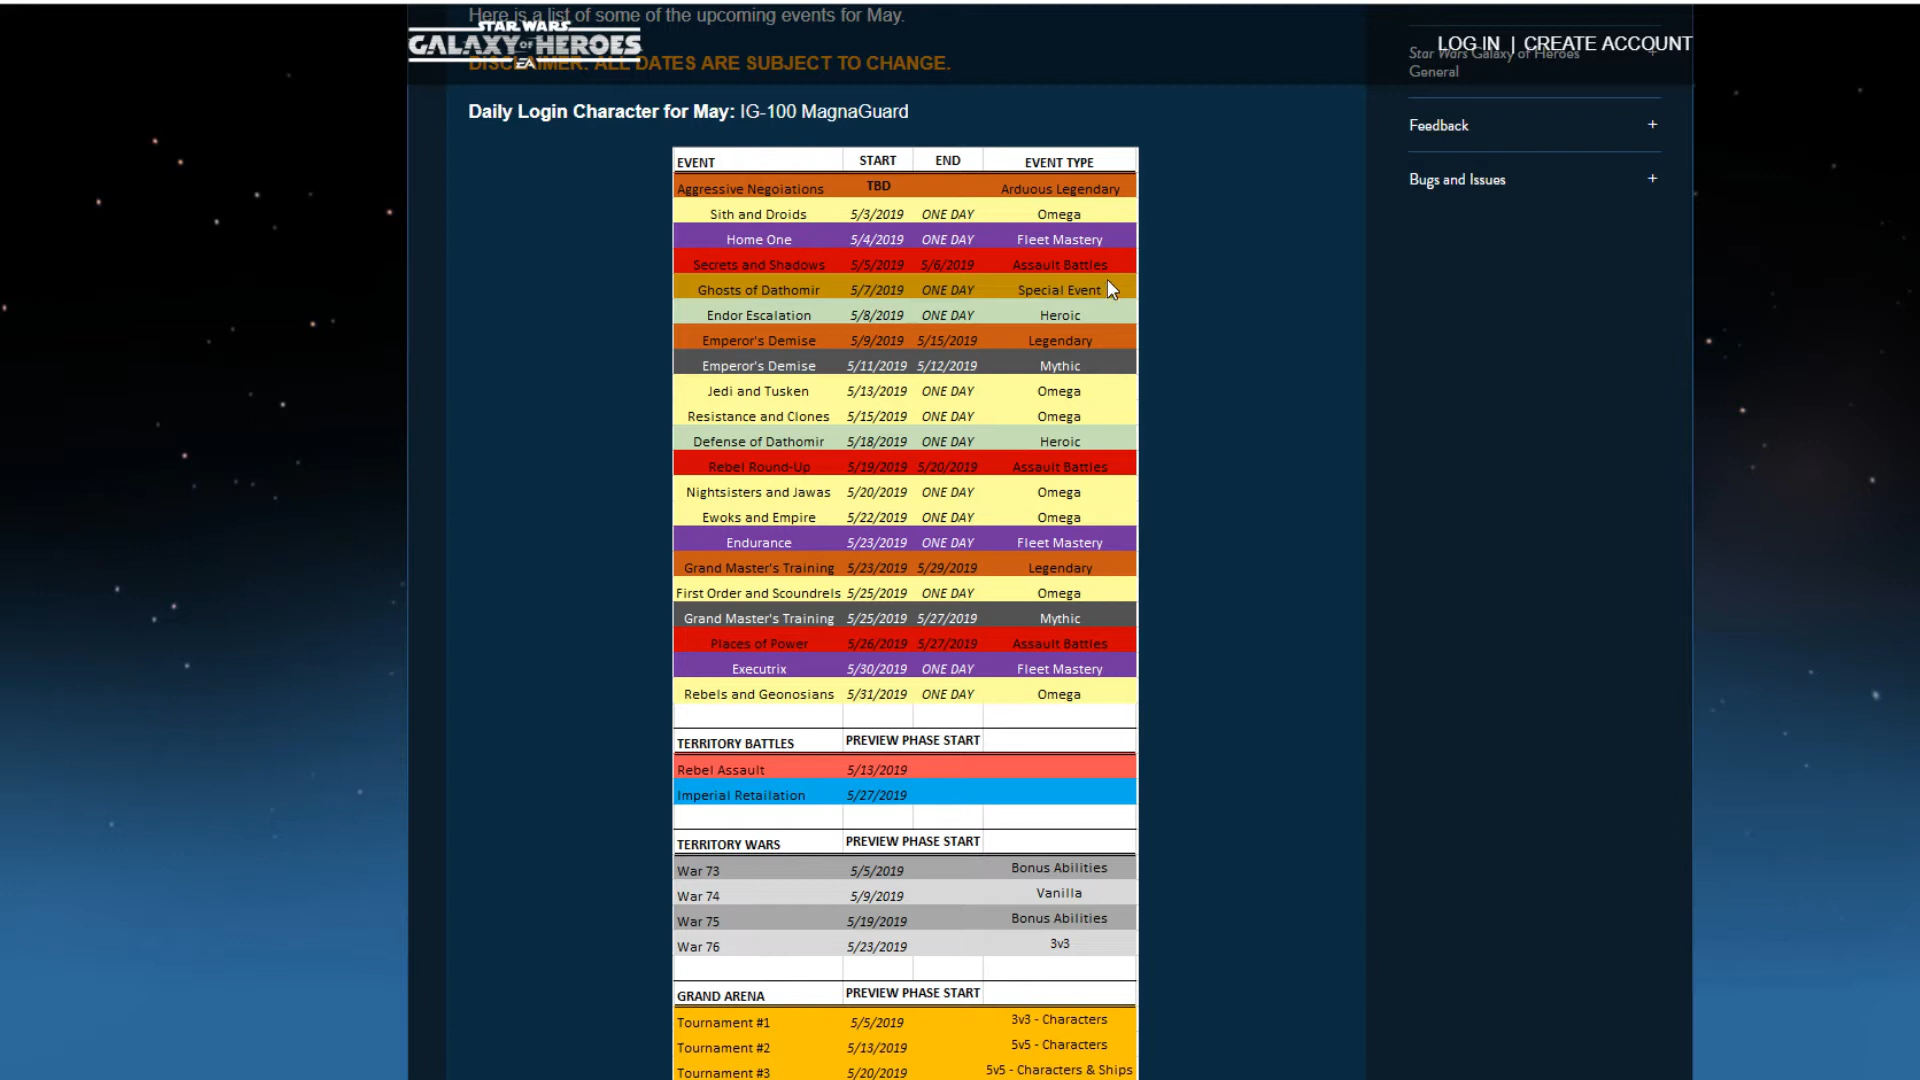 Here is a list of some of the upcoming events for May.
STAR WARS
GALAXY OF HEROES
EA
LOG IN | CREATE ACCOUNT
DISCLAIMER: ALL DATES ARE SUBJECT TO CHANGE.
Star Wars Galaxy of Heroes
General
Daily Login Character for May: IG-100 MagnaGuard
Feedback +
Bugs and Issues +
EVENT START END EVENT TYPE
Aggressive Negoiations TBD Arduous Legendary
Sith and Droids 5/3/2019 ONE DAY Omega
Home One 5/4/2019 ONE DAY Fleet Mastery
Secrets and Shadows 5/5/2019 5/6/2019 Assault Battles
Ghosts of Dathomir 5/7/2019 ONE DAY Special Event
Endor Escalation 5/8/2019 ONE DAY Heroic
Emperor's Demise 5/9/2019 5/15/2019 Legendary
Emperor's Demise 5/11/2019 5/12/2019 Mythic
Jedi and Tusken 5/13/2019 ONE DAY Omega
Resistance and Clones 5/15/2019 ONE DAY Omega
Defense of Dathomir 5/18/2019 ONE DAY Heroic
Rebel Round-Up 5/19/2019 5/20/2019 Assault Battles
Nightsisters and Jawas 5/20/2019 ONE DAY Omega
Ewoks and Empire 5/22/2019 ONE DAY Omega
Endurance 5/23/2019 ONE DAY Fleet Mastery
Grand Master's Training 5/23/2019 5/29/2019 Legendary
First Order and Scoundrels 5/25/2019 ONE DAY Omega
Grand Master's Training 5/25/2019 5/27/2019 Mythic
Places of Power 5/26/2019 5/27/2019 Assault Battles
Executrix 5/30/2019 ONE DAY Fleet Mastery
Rebels and Geonosians 5/31/2019 ONE DAY Omega
TERRITORY BATTLES PREVIEW PHASE START
Rebel Assault 5/13/2019
Imperial Retailation 5/27/2019
TERRITORY WARS PREVIEW PHASE START
War 73 5/5/2019 Bonus Abilities
War 74 5/9/2019 Vanilla
War 75 5/19/2019 Bonus Abilities
War 76 5/23/2019 3v3
GRAND ARENA PREVIEW PHASE START
Tournament #1 5/5/2019 3v3 - Characters
Tournament #2 5/13/2019 5v5 - Characters
Tournament #3 5/20/2019 5v5 - Characters & Ships